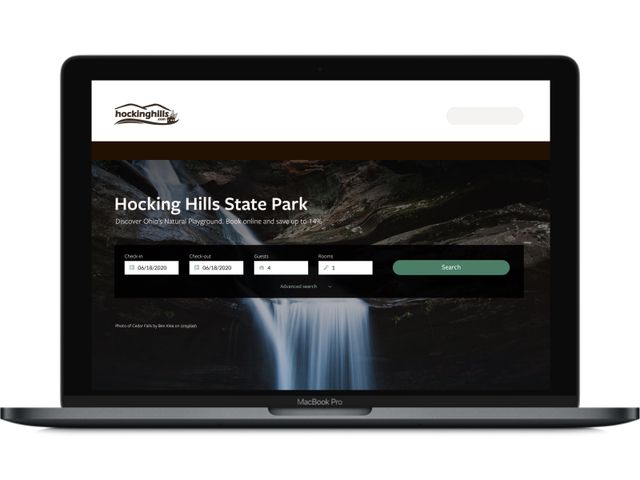 hockinghills
.com
Hocking Hills State Park
Discover Ohio's Natural Playground. Book online and save up to 14%
Check-in Check-out Guests Rooms
06/18/2020 06/18/2020 4 1 Search
Advanced search
Photo of Cedar Falls by Ben Klea on Unsplash
MacBook Pro